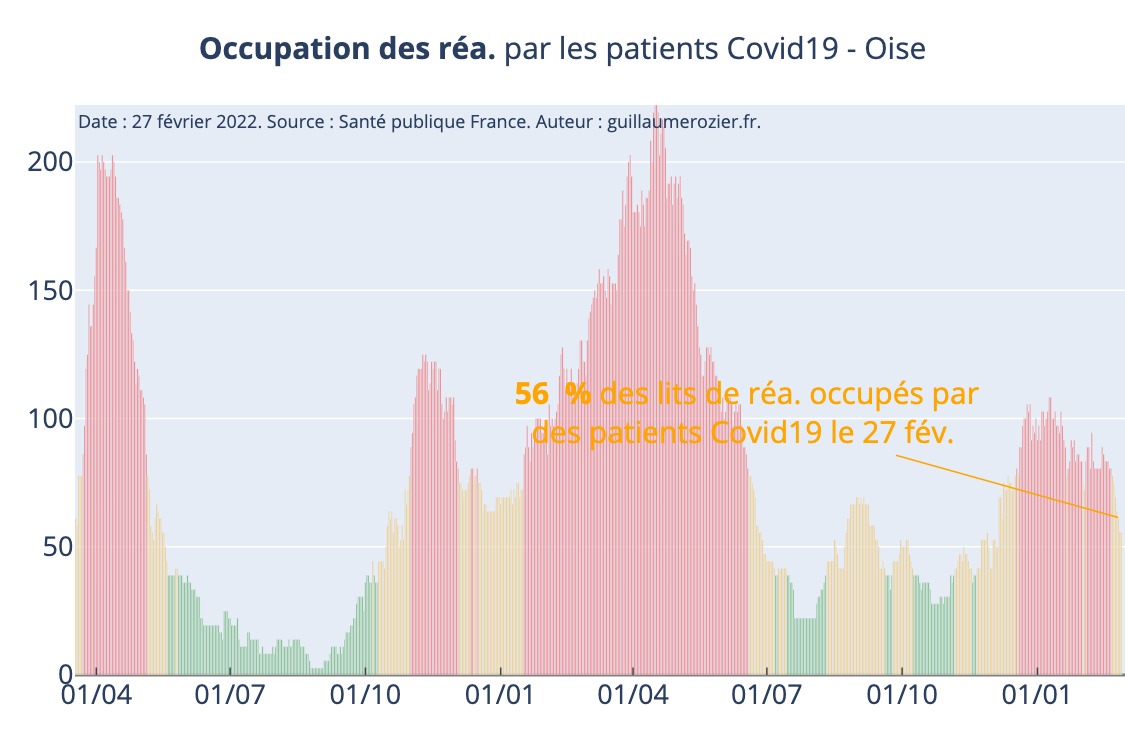 Occupation des réa. par les patients Covid19 - Oise
Date : 27 février 2022. Source : Santé publique France. Auteur : guillaumerozier.fr.
200
150
100
50
0
56 % des lits de réa. occupés par
des patients Covid19 le 27 fév.
01/04 01/07 01/10 01/01 01/04 01/07 01/10 01/01